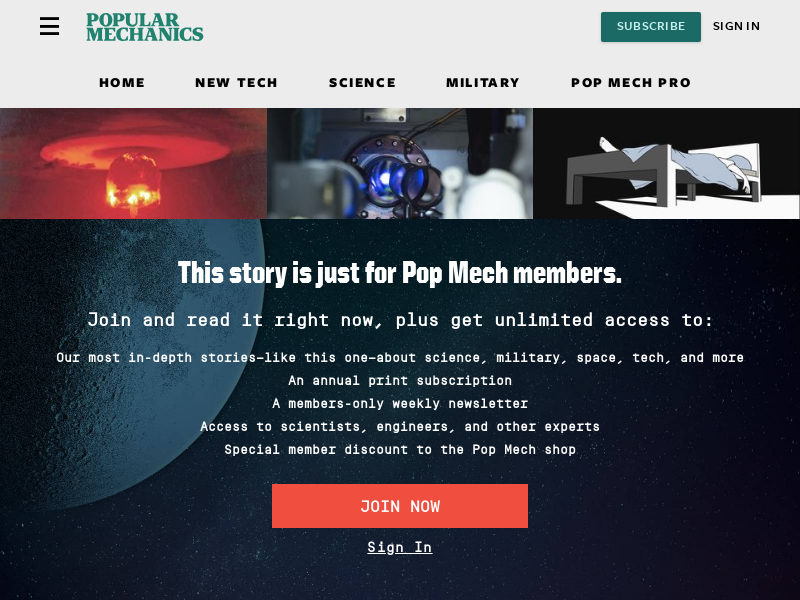 POPULAR
MECHANICS
SUBSCRIBE
SIGN IN
HOME
NEW TECH
SCIENCE
MILITARY
POP MECH PRO
This story is just for Pop Mech members.
Join and read it right now, plus get unlimited access to:
Our most in-depth stories—like this one—about science, military, space, tech, and more
An annual print subscription
A members-only weekly newsletter
Access to scientists, engineers, and other experts
Special member discount to the Pop Mech shop
JOIN NOW
Sign In